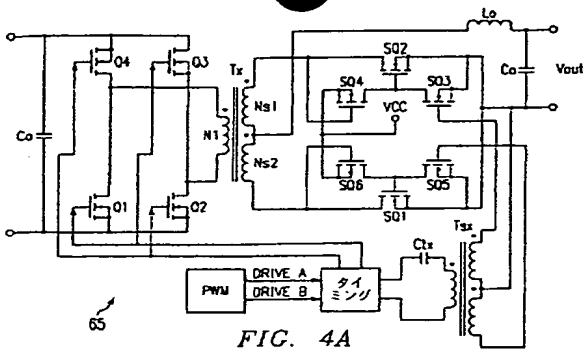 Lo
Q4
Q3
Tx
SQ2
Co
Vout
Ns1
SQ4
SQ3
VCC
Co
N1
Ns2
SQ6
SQ5
Q1
Q2
SQ1
Tsx
Ctx
PWM
DRIVE A
DRIVE B
タイ
ミング
65
FIG. 4A